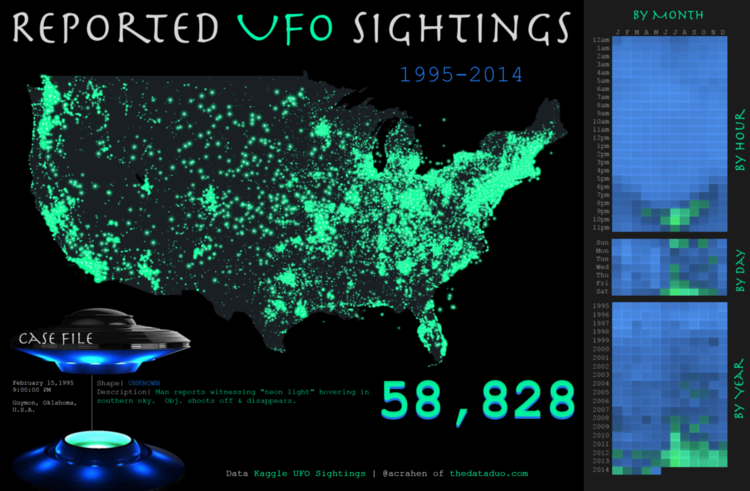 REPORTED UFO SIGHTINGS
1995-2014
CASE FILE
February 15,1995
9:00:00 PM
Guymon, Oklahoma,
U.S.A.
Shape| UNKNOWN
Description| Man reports witnessing "neon light" hovering in
southern sky. Obj. shoots off & disappears.
58,828
Data Kaggle UFO Sightings | @acrahen of thedataduo.com
BY MONTH
J F M A M J J A S O N D
12am
1am
2am
3am
4am
5am
6am
7am
8am
9am
10am
11am
12pm
1pm
2pm
3pm
4pm
5pm
6pm
7pm
8pm
9pm
10pm
11pm
BY HOUR
Sun
Mon
Tue
Wed
Thu
Fri
Sat
BY DAY
1995
1996
1997
1998
1999
2000
2001
2002
2003
2004
2005
2006
2007
2008
2009
2010
2011
2012
2013
2014
BY YEAR